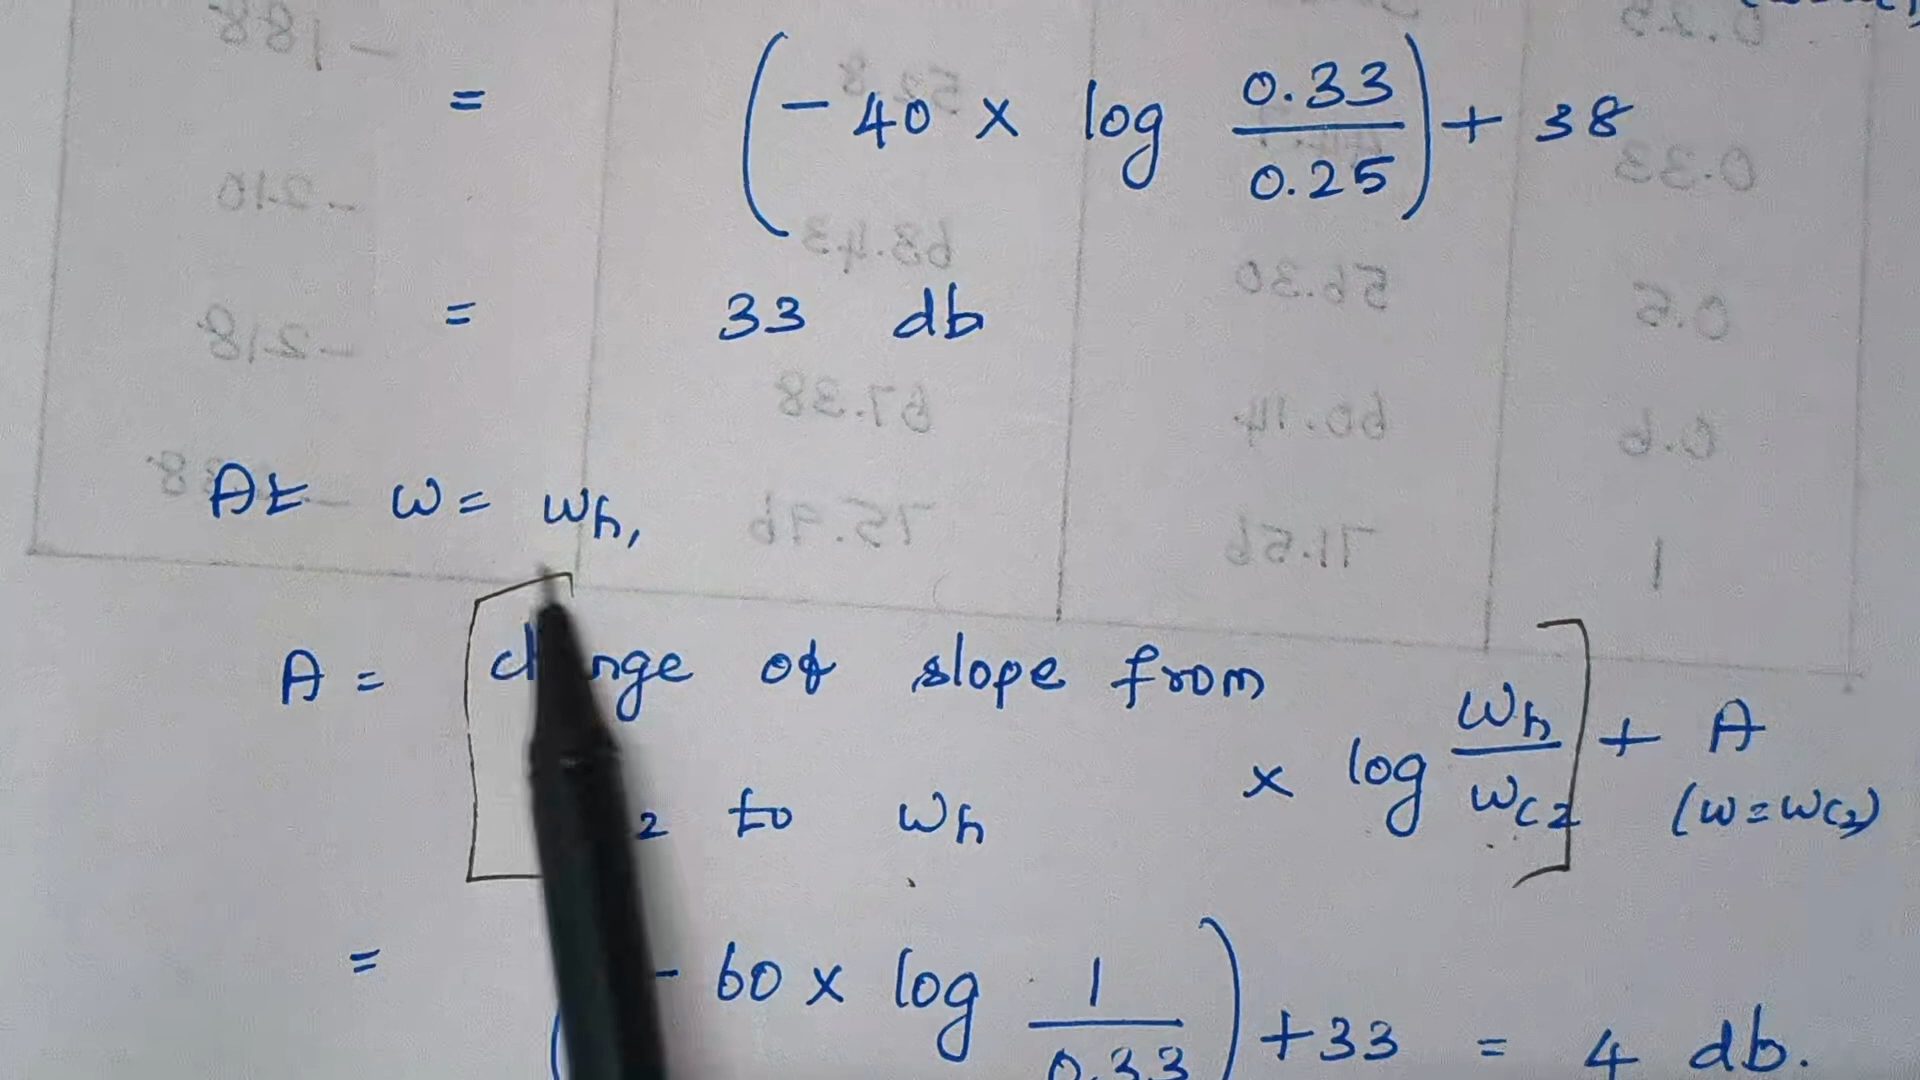 = (-40 × log 0.33/0.25) + 38
= 33 db
At ω = ωh,
A = [change of slope from
2 to ωh × log ωh/ωc2] + A (ω=ωc2)
= (-60 × log 1/0.33) + 33 = 4 db.